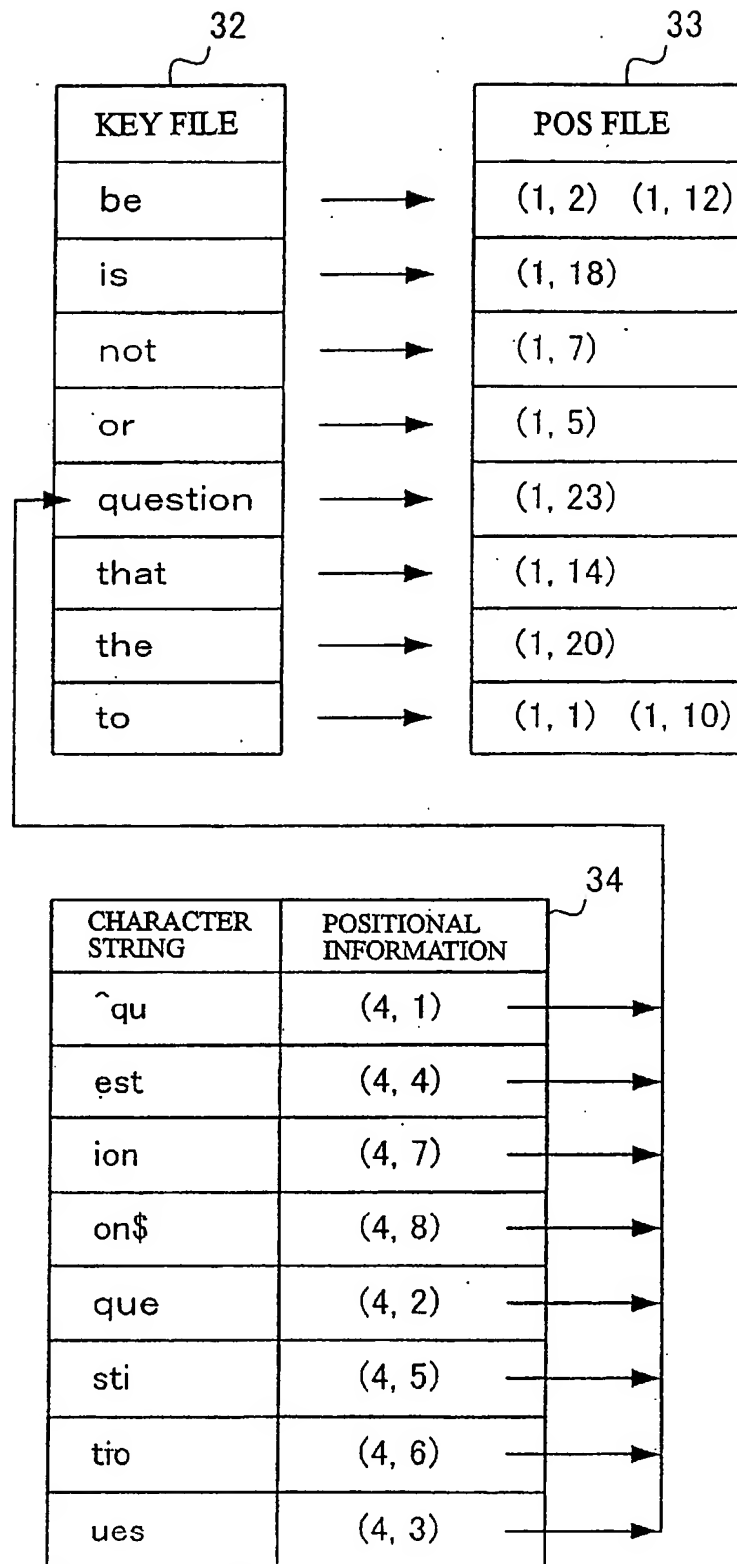 32 33
KEY FILE POS FILE
be (1, 2) (1, 12)
is (1, 18)
not (1, 7)
or (1, 5)
question (1, 23)
that (1, 14)
the (1, 20)
to (1, 1) (1, 10)
34
CHARACTER STRING POSITIONAL INFORMATION
^qu (4, 1)
est (4, 4)
ion (4, 7)
on$ (4, 8)
que (4, 2)
sti (4, 5)
tio (4, 6)
ues (4, 3)